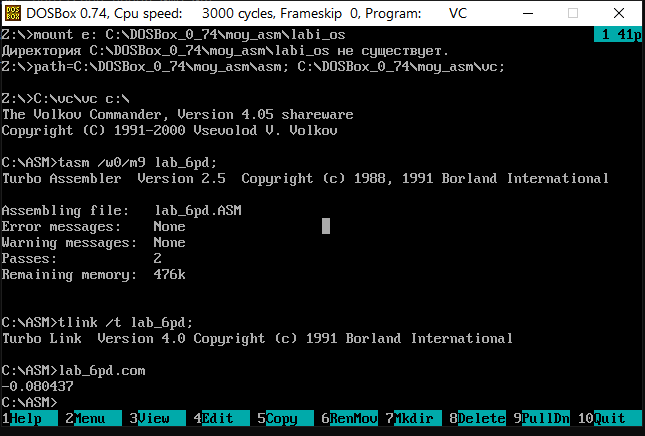 DOS
BOX
DOSBox 0.74, Cpu speed: 3000 cycles, Frameskip 0, Program: VC
Z:\>mount e: C:\DOSBox_0_74\moy_asm\labi_os
1 41p
Директория C:\DOSBox_0_74\moy_asm\labi_os не существует.
Z:\>path=C:\DOSBox_0_74\moy_asm\asm; C:\DOSBox_0_74\moy_asm\vc;
Z:\>C:\vc\vc c:\
The Volkov Commander, Version 4.05 shareware
Copyright (C) 1991-2000 Vsevolod V. Volkov
C:\ASM>tasm /w0/m9 lab_6pd;
Turbo Assembler Version 2.5 Copyright (c) 1988, 1991 Borland International
Assembling file: lab_6pd.ASM
Error messages: None
Warning messages: None
Passes: 2
Remaining memory: 476k
C:\ASM>tlink /t lab_6pd;
Turbo Link Version 4.0 Copyright (c) 1991 Borland International
C:\ASM>lab_6pd.com
-0.080437
C:\ASM>
1Help 2Menu 3View 4Edit 5Copy 6RenMov 7Mkdir 8Delete 9PullDn 10Quit